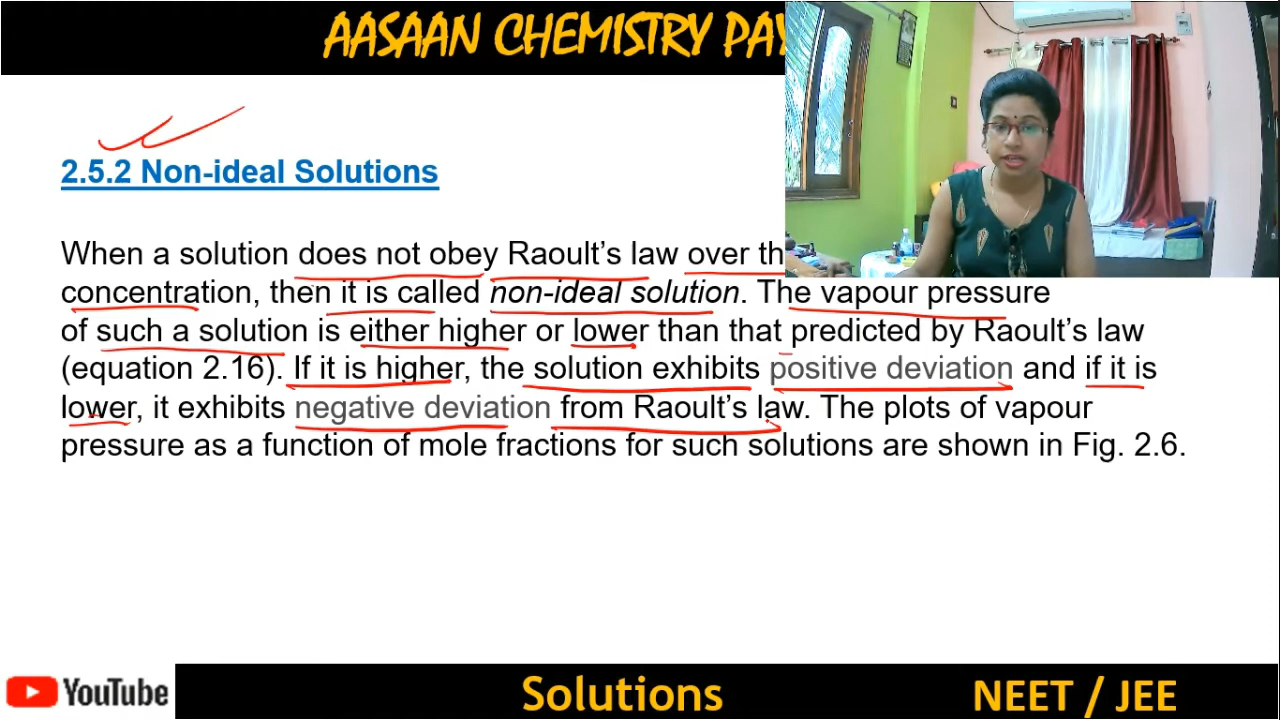 AASAAN CHEMISTRY PAY
2.5.2 Non-ideal Solutions
When a solution does not obey Raoult’s law over th
concentration, then it is called non-ideal solution. The vapour pressure
of such a solution is either higher or lower than that predicted by Raoult’s law
(equation 2.16). If it is higher, the solution exhibits positive deviation and if it is
lower, it exhibits negative deviation from Raoult’s law. The plots of vapour
pressure as a function of mole fractions for such solutions are shown in Fig. 2.6.
YouTube
Solutions
NEET / JEE